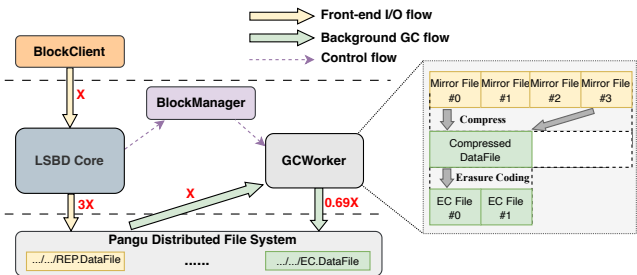 Front-end I/O flow
Background GC flow
Control flow
BlockClient
X
BlockManager
LSBD Core
GCWorker
3X
X
0.69X
Pangu Distributed File System
.../.../REP.DataFile
......
.../.../EC.DataFile
Mirror File #0
Mirror File #1
Mirror File #2
Mirror File #3
Compress
Compressed
DataFile
Erasure Coding
EC File #0
EC File #1